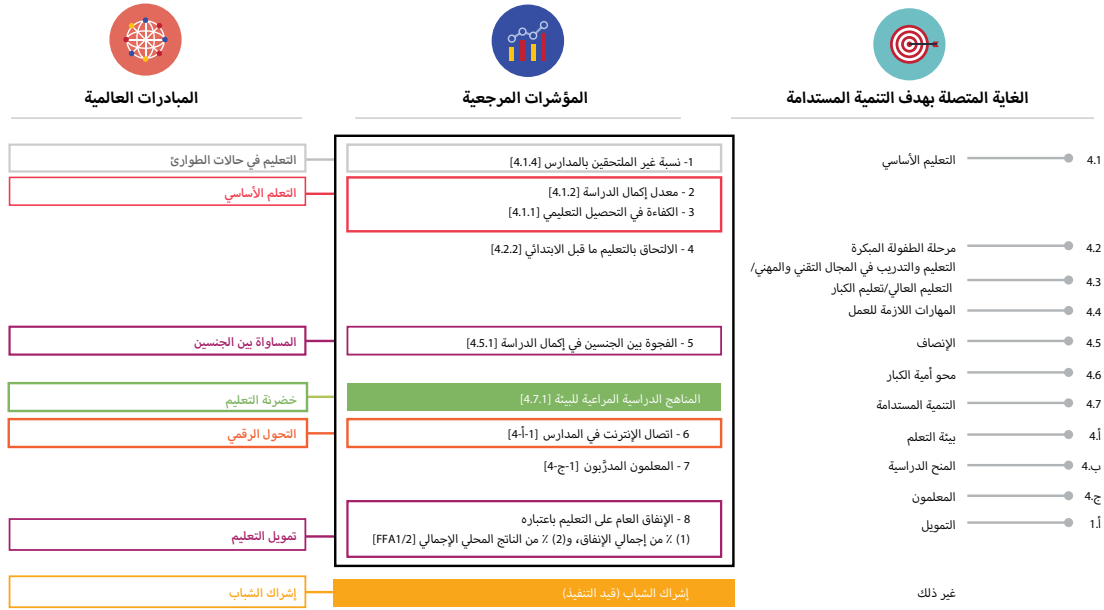 الغاية المتصلة بهدف التنمية المستدامة
المؤشرات المرجعية
المبادرات العالمية
4.1 التعليم الأساسي
1- نسبة غير الملتحقين بالمدارس [4.1.4]
التعليم في حالات الطوارئ
2 - معدل إكمال الدراسة [4.1.2]
3 - الكفاءة في التحصيل التعليمي [4.1.1]
التعلم الأساسي
4.2 مرحلة الطفولة المبكرة
4 - الالتحاق بالتعليم ما قبل الابتدائي [4.2.2]
4.3 التعليم والتدريب في المجال التقني والمهني/
التعليم العالي/تعليم الكبار
4.4 المهارات اللازمة للعمل
4.5 الإنصاف
5 - الفجوة بين الجنسين في إكمال الدراسة [4.5.1]
المساواة بين الجنسين
4.6 محو أمية الكبار
4.7 التنمية المستدامة
المناهج الدراسية المراعية للبيئة [4.7.1]
خضرنة التعليم
4.أ بيئة التعلم
6 - اتصال الإنترنت في المدارس [1-أ-4]
التحول الرقمي
4.ب المنح الدراسية
7 - المعلمون المدرَّبون [1-ج-4]
4.ج المعلمون
1.أ التمويل
8 - الإنفاق العام على التعليم باعتباره
(1) ٪ من إجمالي الإنفاق، و(2) ٪ من الناتج المحلي الإجمالي [FFA1/2]
تمويل التعليم
غير ذلك
إشراك الشباب (قيد التنفيذ)
إشراك الشباب